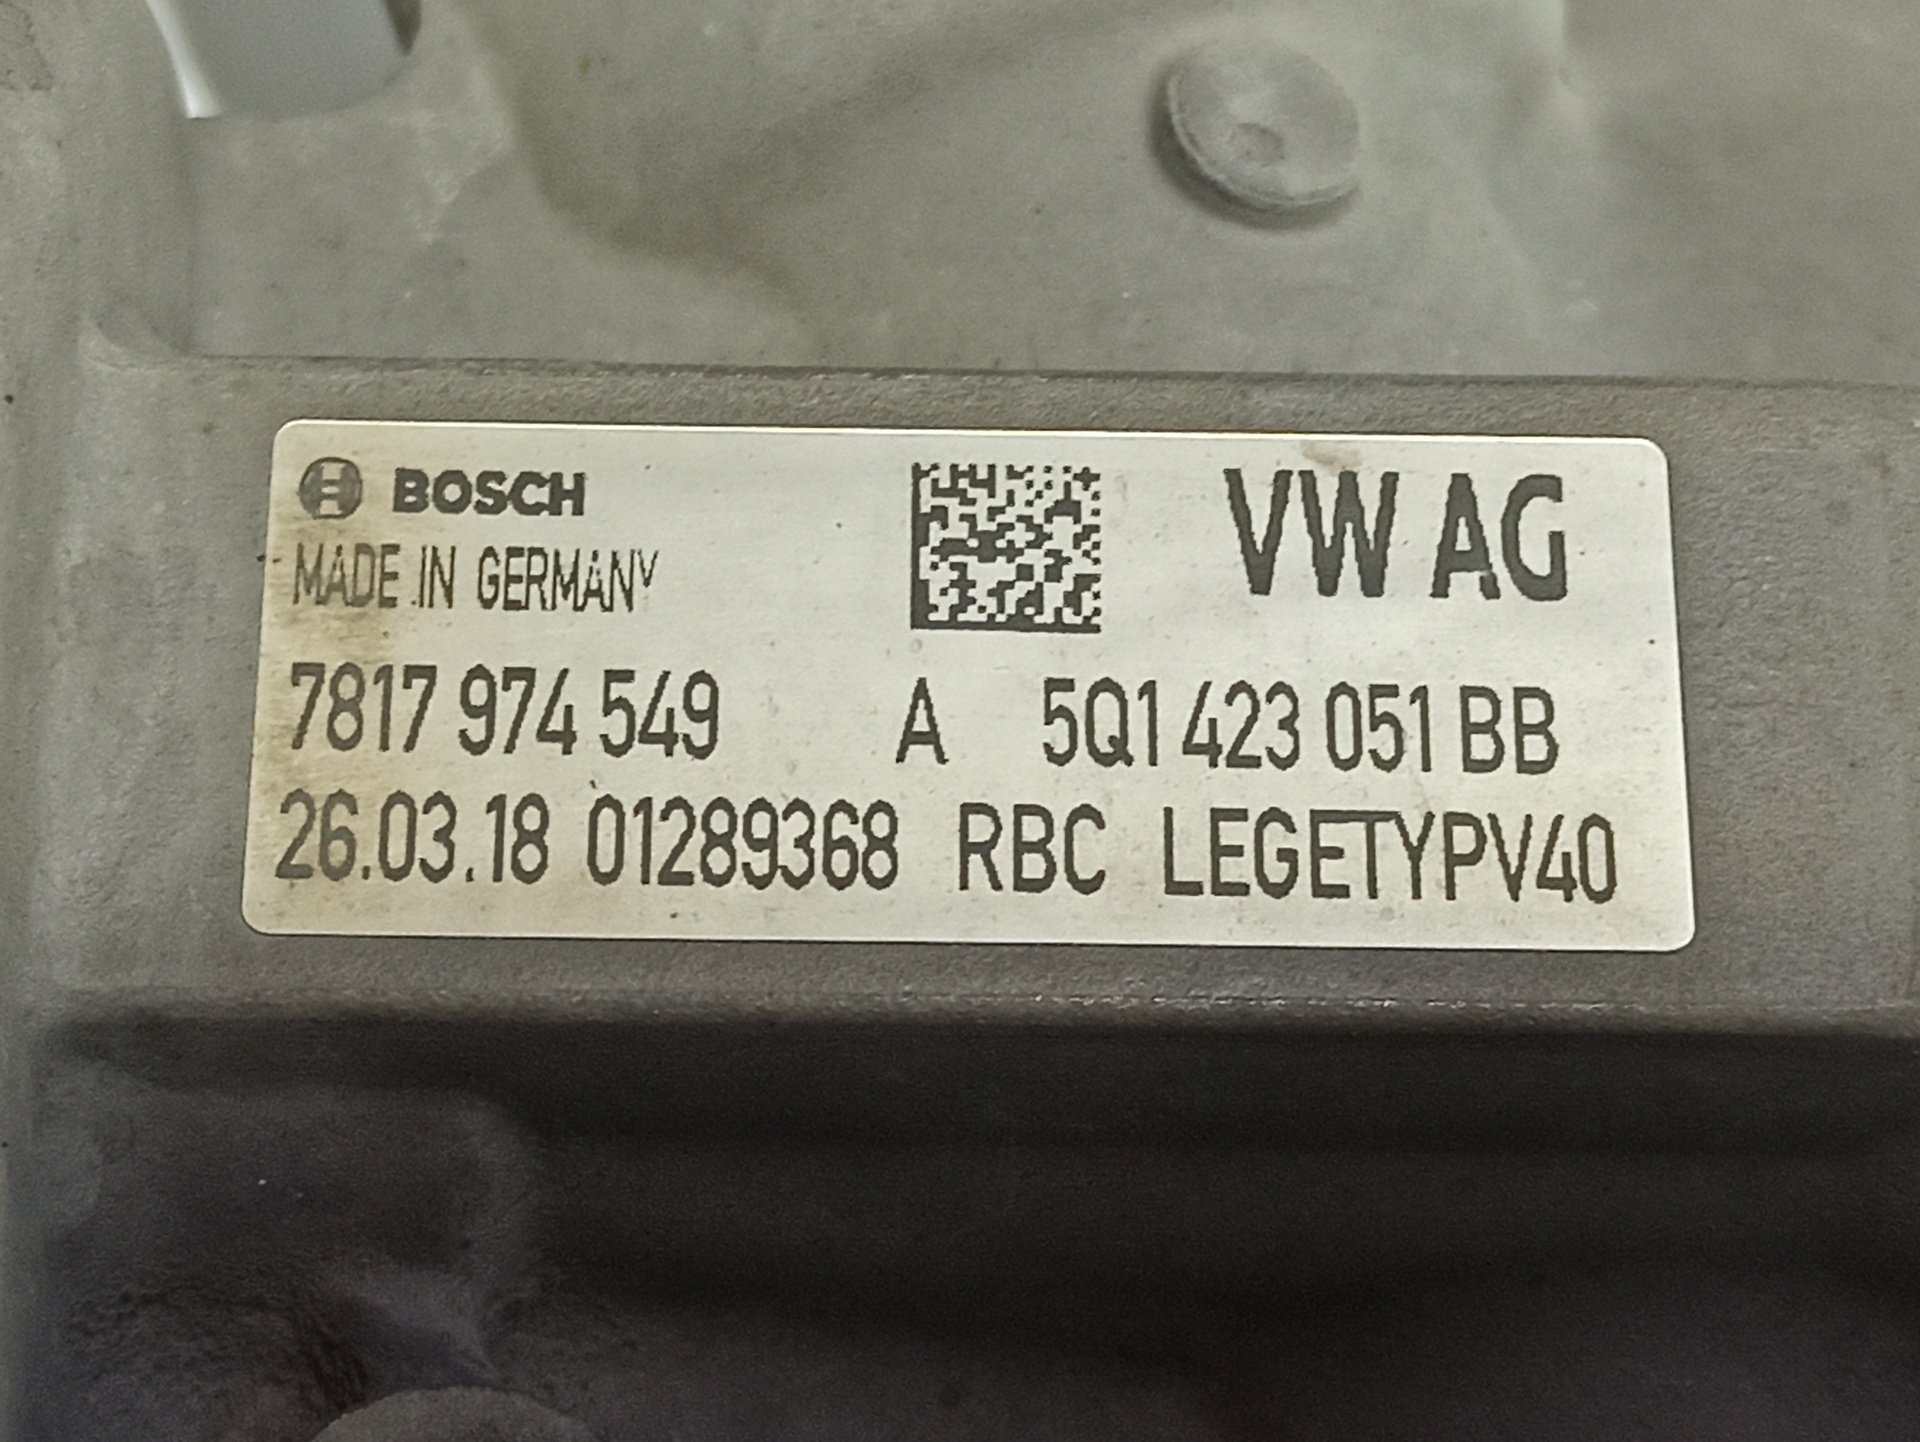 BOSCH
MADE IN GERMANY
VW AG
7817 974 549 A 5Q1 423 051 BB
26.03.18 01289368 RBC LEGETYPV40